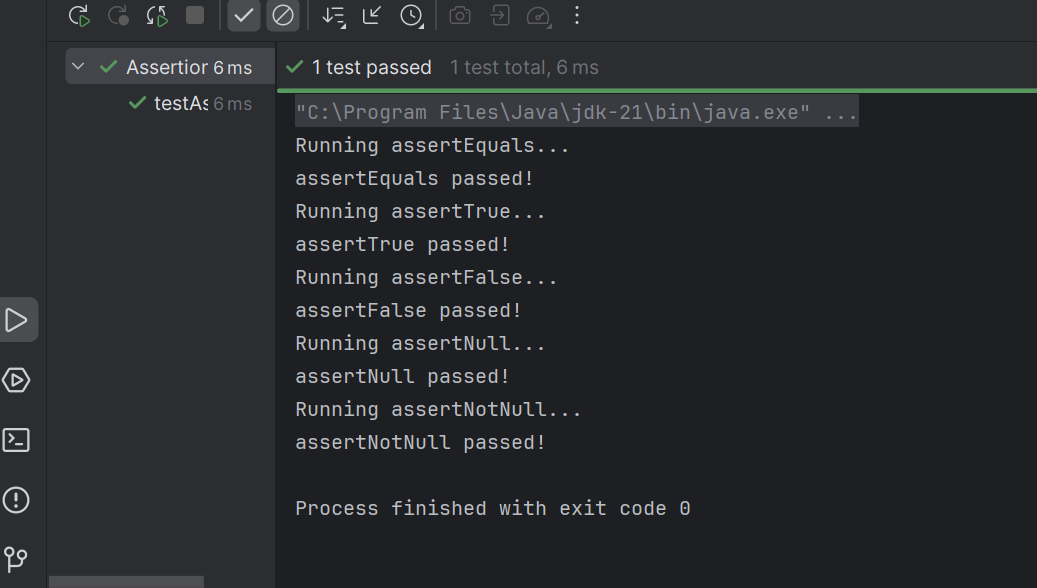 Assertior 6 ms
testAs 6 ms
1 test passed 1 test total, 6 ms
"C:\Program Files\Java\jdk-21\bin\java.exe" ...
Running assertEquals...
assertEquals passed!
Running assertTrue...
assertTrue passed!
Running assertFalse...
assertFalse passed!
Running assertNull...
assertNull passed!
Running assertNotNull...
assertNotNull passed!
Process finished with exit code 0